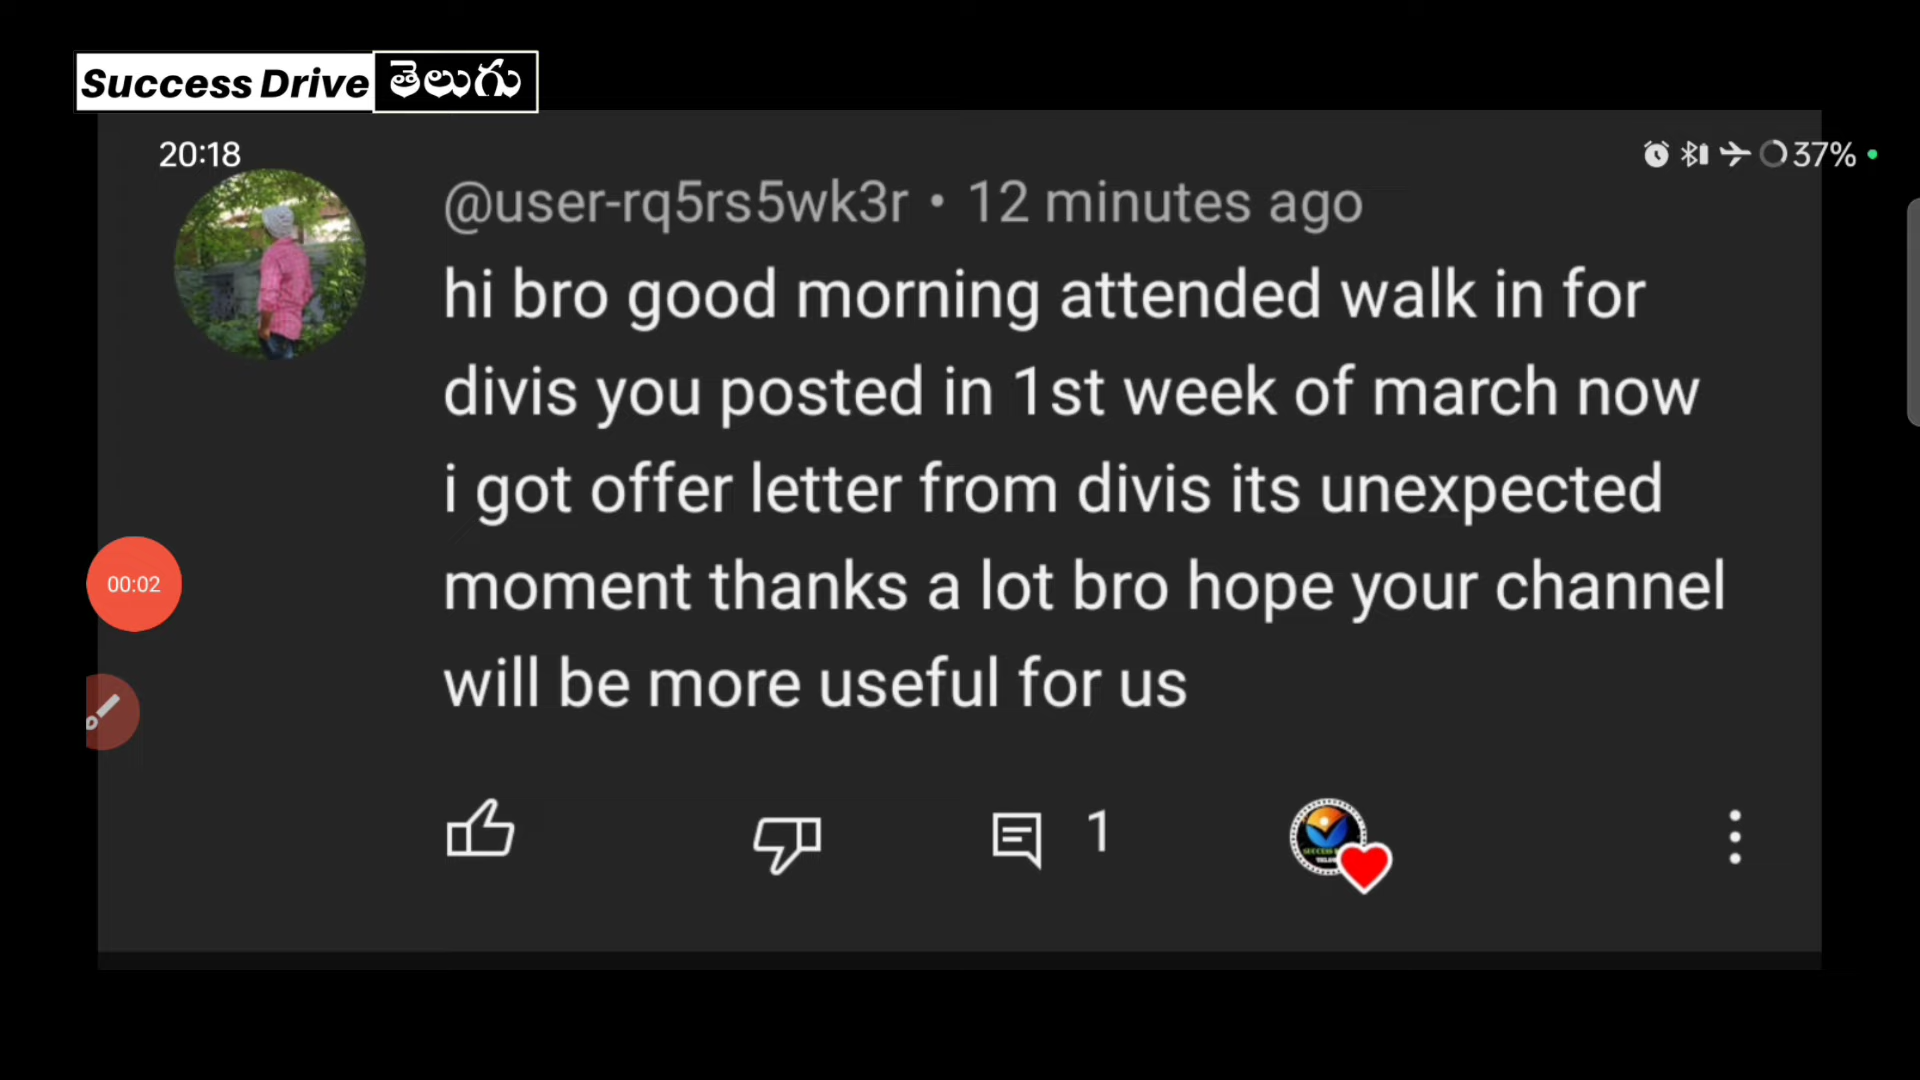 Success Drive తెలుగు
20:18
37%
@user-rq5rs5wk3r • 12 minutes ago
hi bro good morning attended walk in for
divis you posted in 1st week of march now
i got offer letter from divis its unexpected
moment thanks a lot bro hope your channel
will be more useful for us
00:02
1